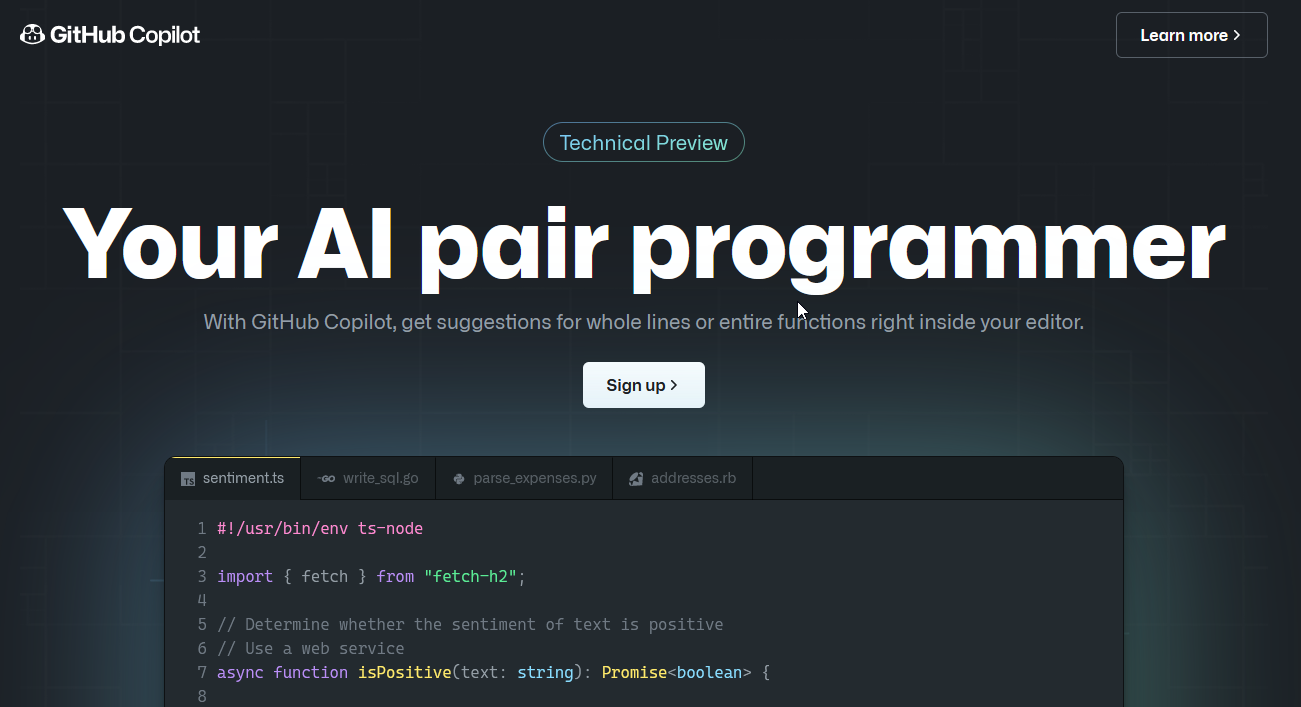 GitHub Copilot
Learn more >
Technical Preview
Your AI pair programmer
With GitHub Copilot, get suggestions for whole lines or entire functions right inside your editor.
Sign up >
TS sentiment.ts
GO write_sql.go
parse_expenses.py
addresses.rb
1 #!/usr/bin/env ts-node
2
3 import { fetch } from "fetch-h2";
4
5 // Determine whether the sentiment of text is positive
6 // Use a web service
7 async function isPositive(text: string): Promise<boolean> {
8